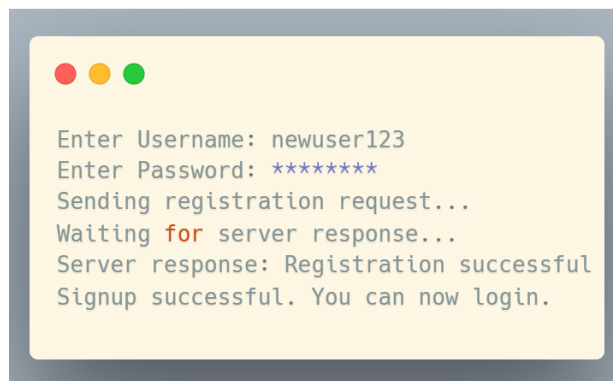 Enter Username: newuser123
Enter Password: ********
Sending registration request...
Waiting for server response...
Server response: Registration successful
Signup successful. You can now login.